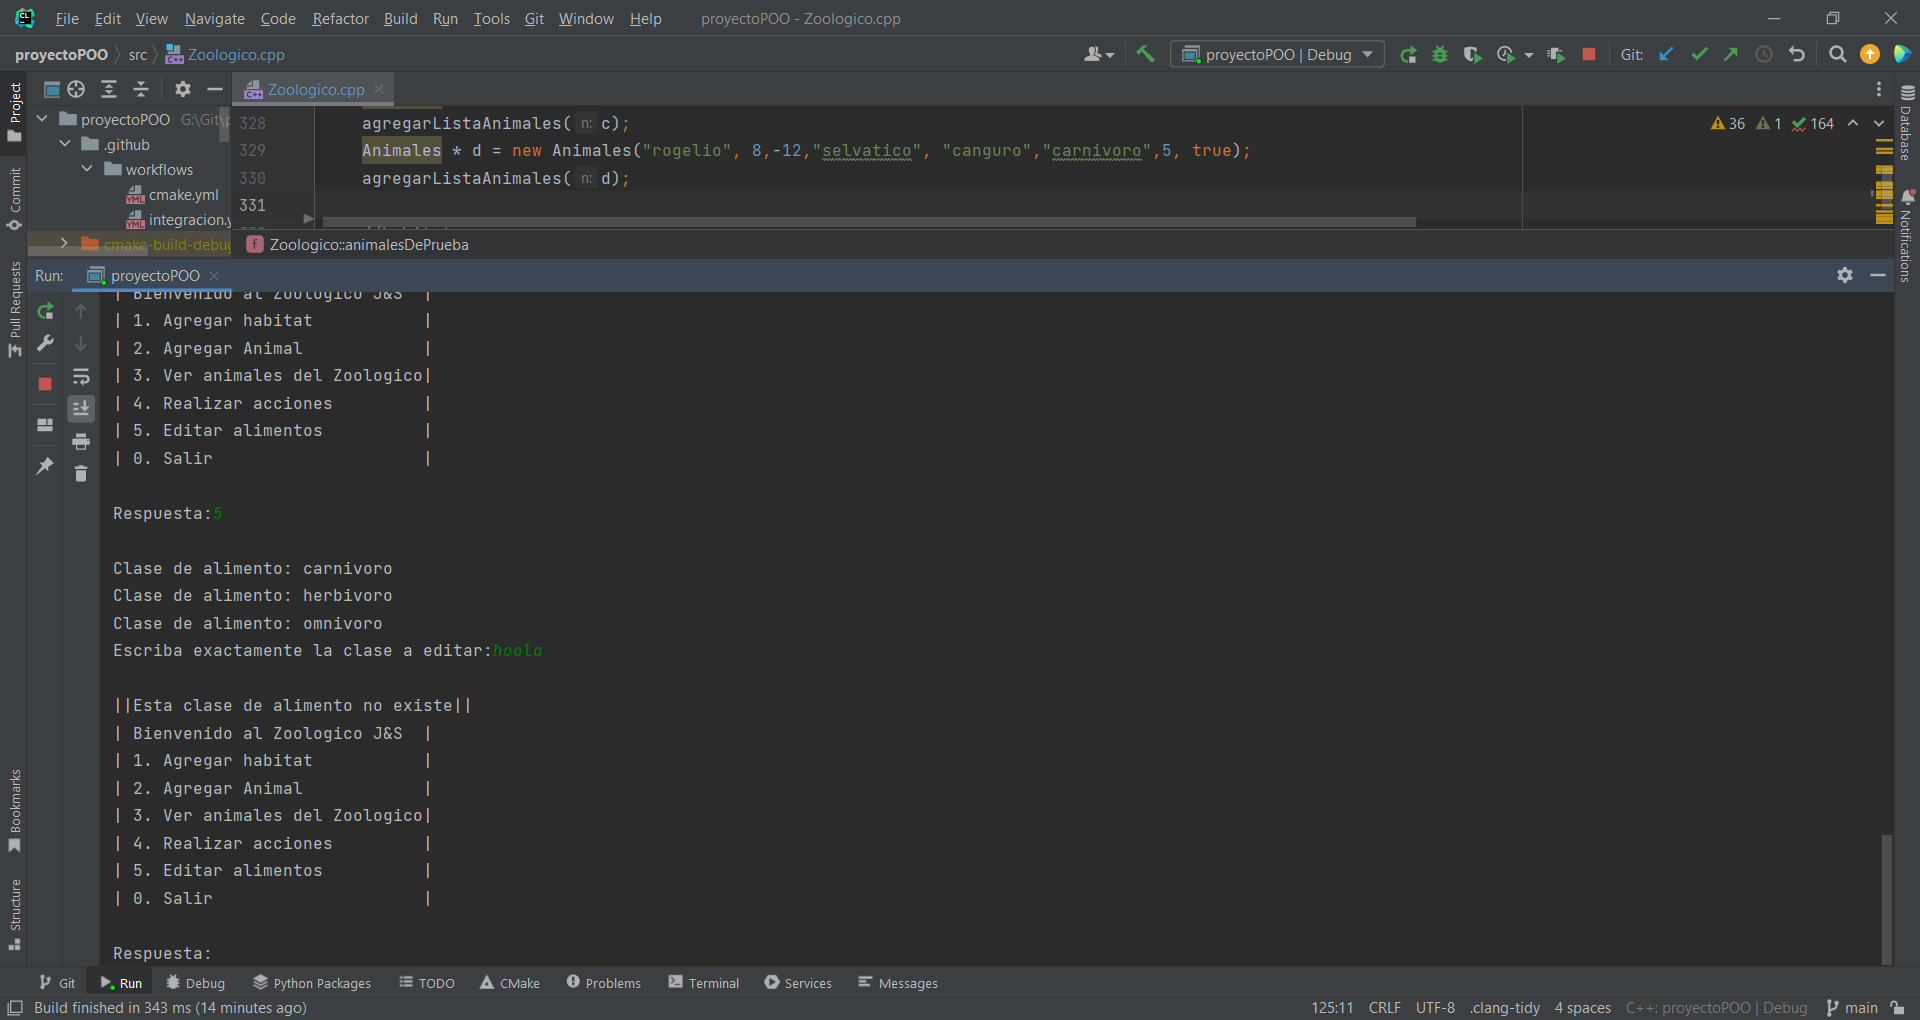 File Edit View Navigate Code Refactor Build Run Tools Git Window Help proyectoPOO - Zoologico.cpp
proyectoPOO src Zoologico.cpp proyectoPOO | Debug Git:
Project
Commit
Pull Requests
Bookmarks
Structure
Zoologico.cpp
proyectoPOO G:\Git\p
.github
workflows
cmake.yml
integracion.y
cmake-build-debug
328 agregarListaAnimales( n: c);
329 Animales * d = new Animales("rogelio", 8,-12,"selvatico", "canguro","carnivoro",5, true);
330 agregarListaAnimales( n: d);
331
36 1 164
Database
Notifications
f Zoologico::animalesDePrueba
Run: proyectoPOO
| Bienvenido al Zoologico J&S |
| 1. Agregar habitat |
| 2. Agregar Animal |
| 3. Ver animales del Zoologico|
| 4. Realizar acciones |
| 5. Editar alimentos |
| 0. Salir |
Respuesta:5
Clase de alimento: carnivoro
Clase de alimento: herbivoro
Clase de alimento: omnivoro
Escriba exactamente la clase a editar:hoola
||Esta clase de alimento no existe||
| Bienvenido al Zoologico J&S |
| 1. Agregar habitat |
| 2. Agregar Animal |
| 3. Ver animales del Zoologico|
| 4. Realizar acciones |
| 5. Editar alimentos |
| 0. Salir |
Respuesta:
Git Run Debug Python Packages TODO CMake Problems Terminal Services Messages
Build finished in 343 ms (14 minutes ago) 125:11 CRLF UTF-8 .clang-tidy 4 spaces C++: proyectoPOO | Debug main